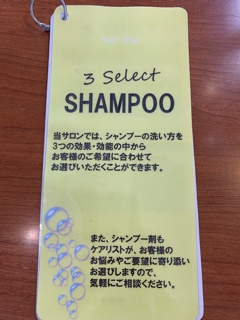 3 Select
SHAMPOO
当サロンでは、シャンプーの洗い方を
3つの効果・効能の中から
お客様のご希望に合わせて
お選びいただくことができます。
また、シャンプー剤も
ケアリストが、お客様の
お悩みやご要望に寄り添い
お選びしますので、
気軽にご相談ください。